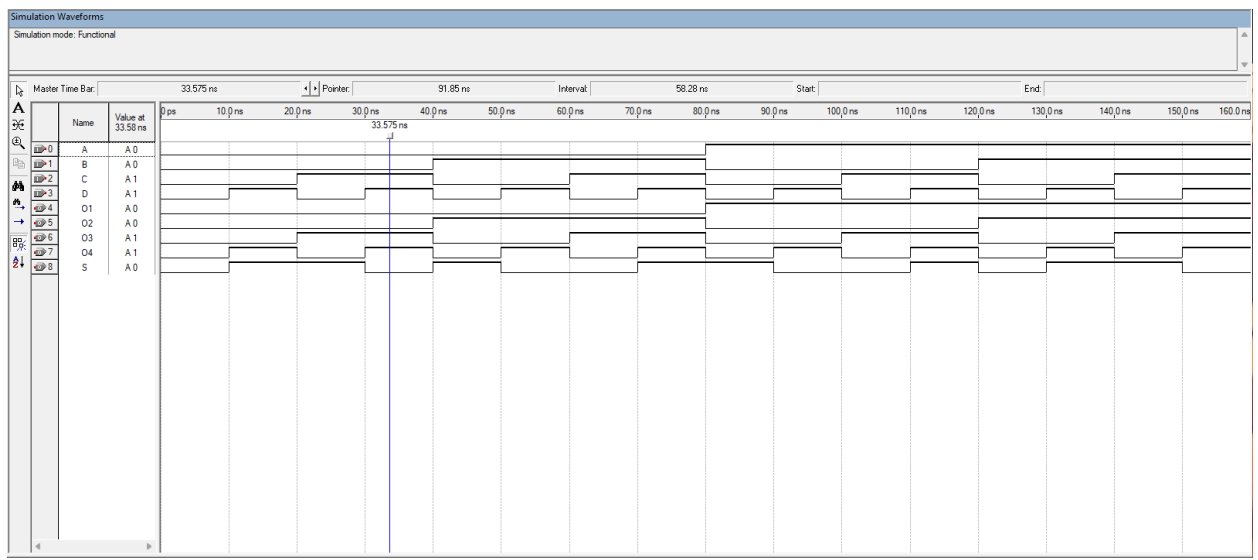 Simulation Waveforms
Simulation mode: Functional
Master Time Bar: 33.575 ns Pointer: 91.85 ns Interval: 58.28 ns Start: End:
Name Value at 33.58 ns 0 ps 10.0 ns 20.0 ns 30.0 ns 40.0 ns 50.0 ns 60.0 ns 70.0 ns 80.0 ns 90.0 ns 100.0 ns 110.0 ns 120.0 ns 130.0 ns 140.0 ns 150.0 ns 160.0 ns
33.575 ns
0 A A 0
1 B A 0
2 C A 1
3 D A 1
4 O1 A 0
5 O2 A 0
6 O3 A 1
7 O4 A 1
8 S A 0